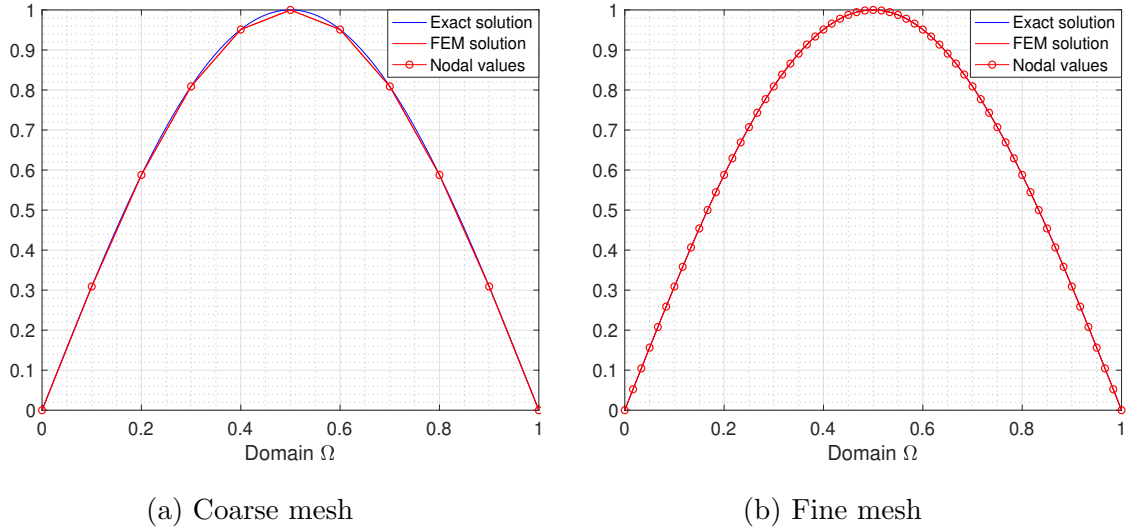 Exact solution
FEM solution
Nodal values
1
0.9
0.8
0.7
0.6
0.5
0.4
0.3
0.2
0.1
0
0 0.2 0.4 0.6 0.8 1
Domain Ω
(a) Coarse mesh
Exact solution
FEM solution
Nodal values
1
0.9
0.8
0.7
0.6
0.5
0.4
0.3
0.2
0.1
0
0 0.2 0.4 0.6 0.8 1
Domain Ω
(b) Fine mesh